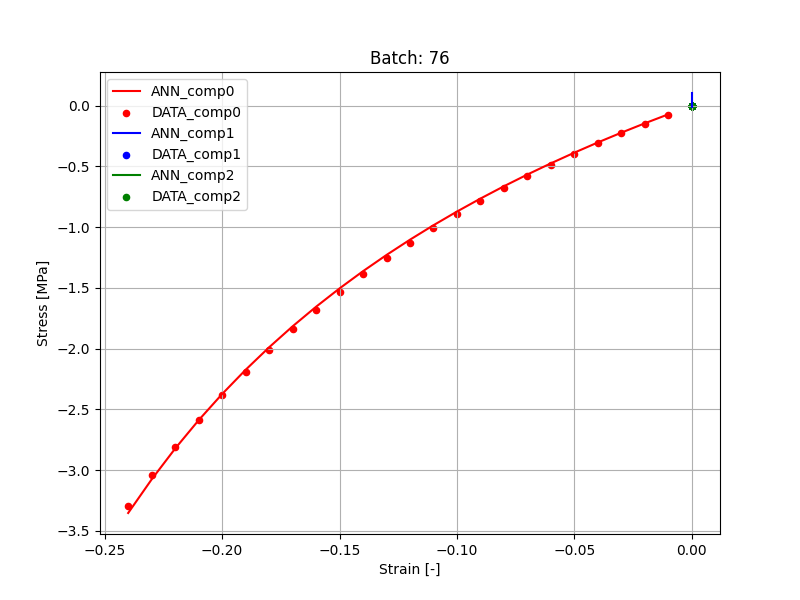 Batch: 76
ANN_comp0
DATA_comp0
ANN_comp1
DATA_comp1
ANN_comp2
DATA_comp2
Stress [MPa]
0.0
−0.5
−1.0
−1.5
−2.0
−2.5
−3.0
−3.5
−0.25 −0.20 −0.15 −0.10 −0.05 0.00
Strain [-]